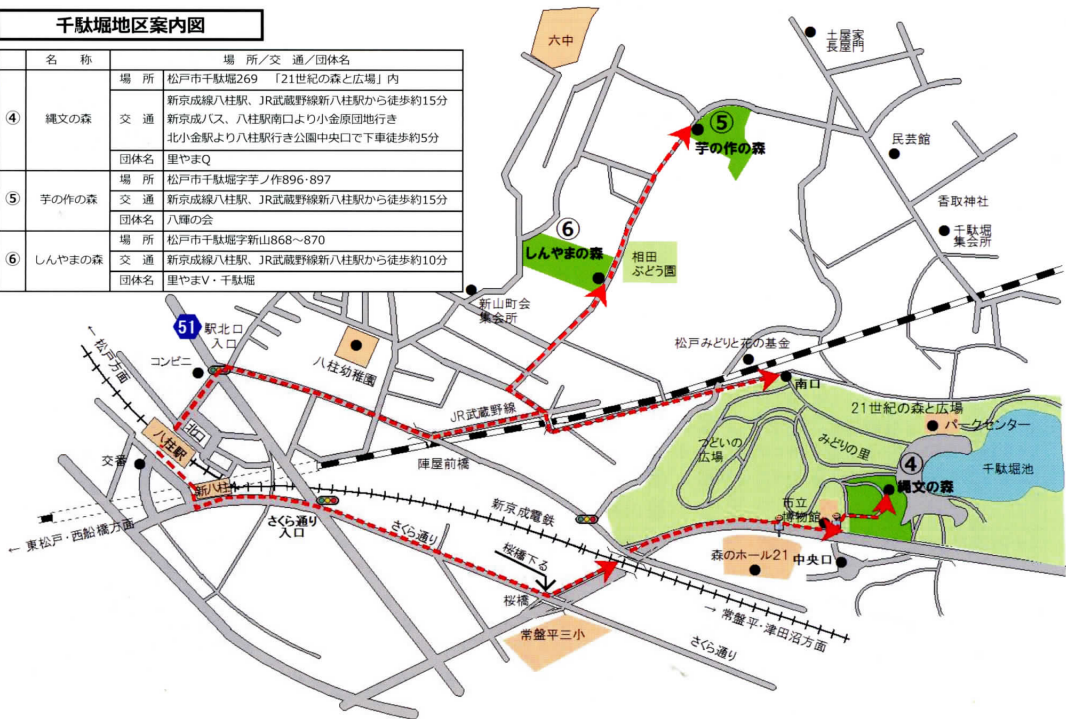 千駄堀地区案内図
名 称
場 所／交 通／団体名
④
縄文の森
場 所
松戸市千駄堀269 「21世紀の森と広場」内
交 通
新京成線八柱駅、JR武蔵野線新八柱駅から徒歩約15分
新京成バス、八柱駅南口より小金原団地行き
北小金駅より八柱駅行き公園中央口で下車徒歩約5分
団体名
里やまQ
⑤
芋の作の森
場 所
松戸市千駄堀字芋ノ作896･897
交 通
新京成線八柱駅、JR武蔵野線新八柱駅から徒歩約15分
団体名
八輝の会
⑥
しんやまの森
場 所
松戸市千駄堀字新山868～870
交 通
新京成線八柱駅、JR武蔵野線新八柱駅から徒歩約10分
団体名
里やまV・千駄堀
六中
土屋家
長屋門
⑤
芋の作の森
民芸館
香取神社
千駄堀
集会所
⑥
しんやまの森
相田
ぶどう園
新山町会
集会所
51
駅北口
入口
コンビニ
←松戸方面
八柱幼稚園
松戸みどりと花の基金
南口
JR武蔵野線
21世紀の森と広場
パークセンター
北口
八柱駅
交番
新八柱
陣屋前橋
つどいの
広場
みどりの里
④
千駄堀池
縄文の森
市立
博物館
新京成電鉄
さくら通り
入口
さくら通り
← 東松戸・西船橋方面
桜橋下る
森のホール21
中央口
桜橋
→ 常盤平・津田沼方面
常盤平三小
さくら通り